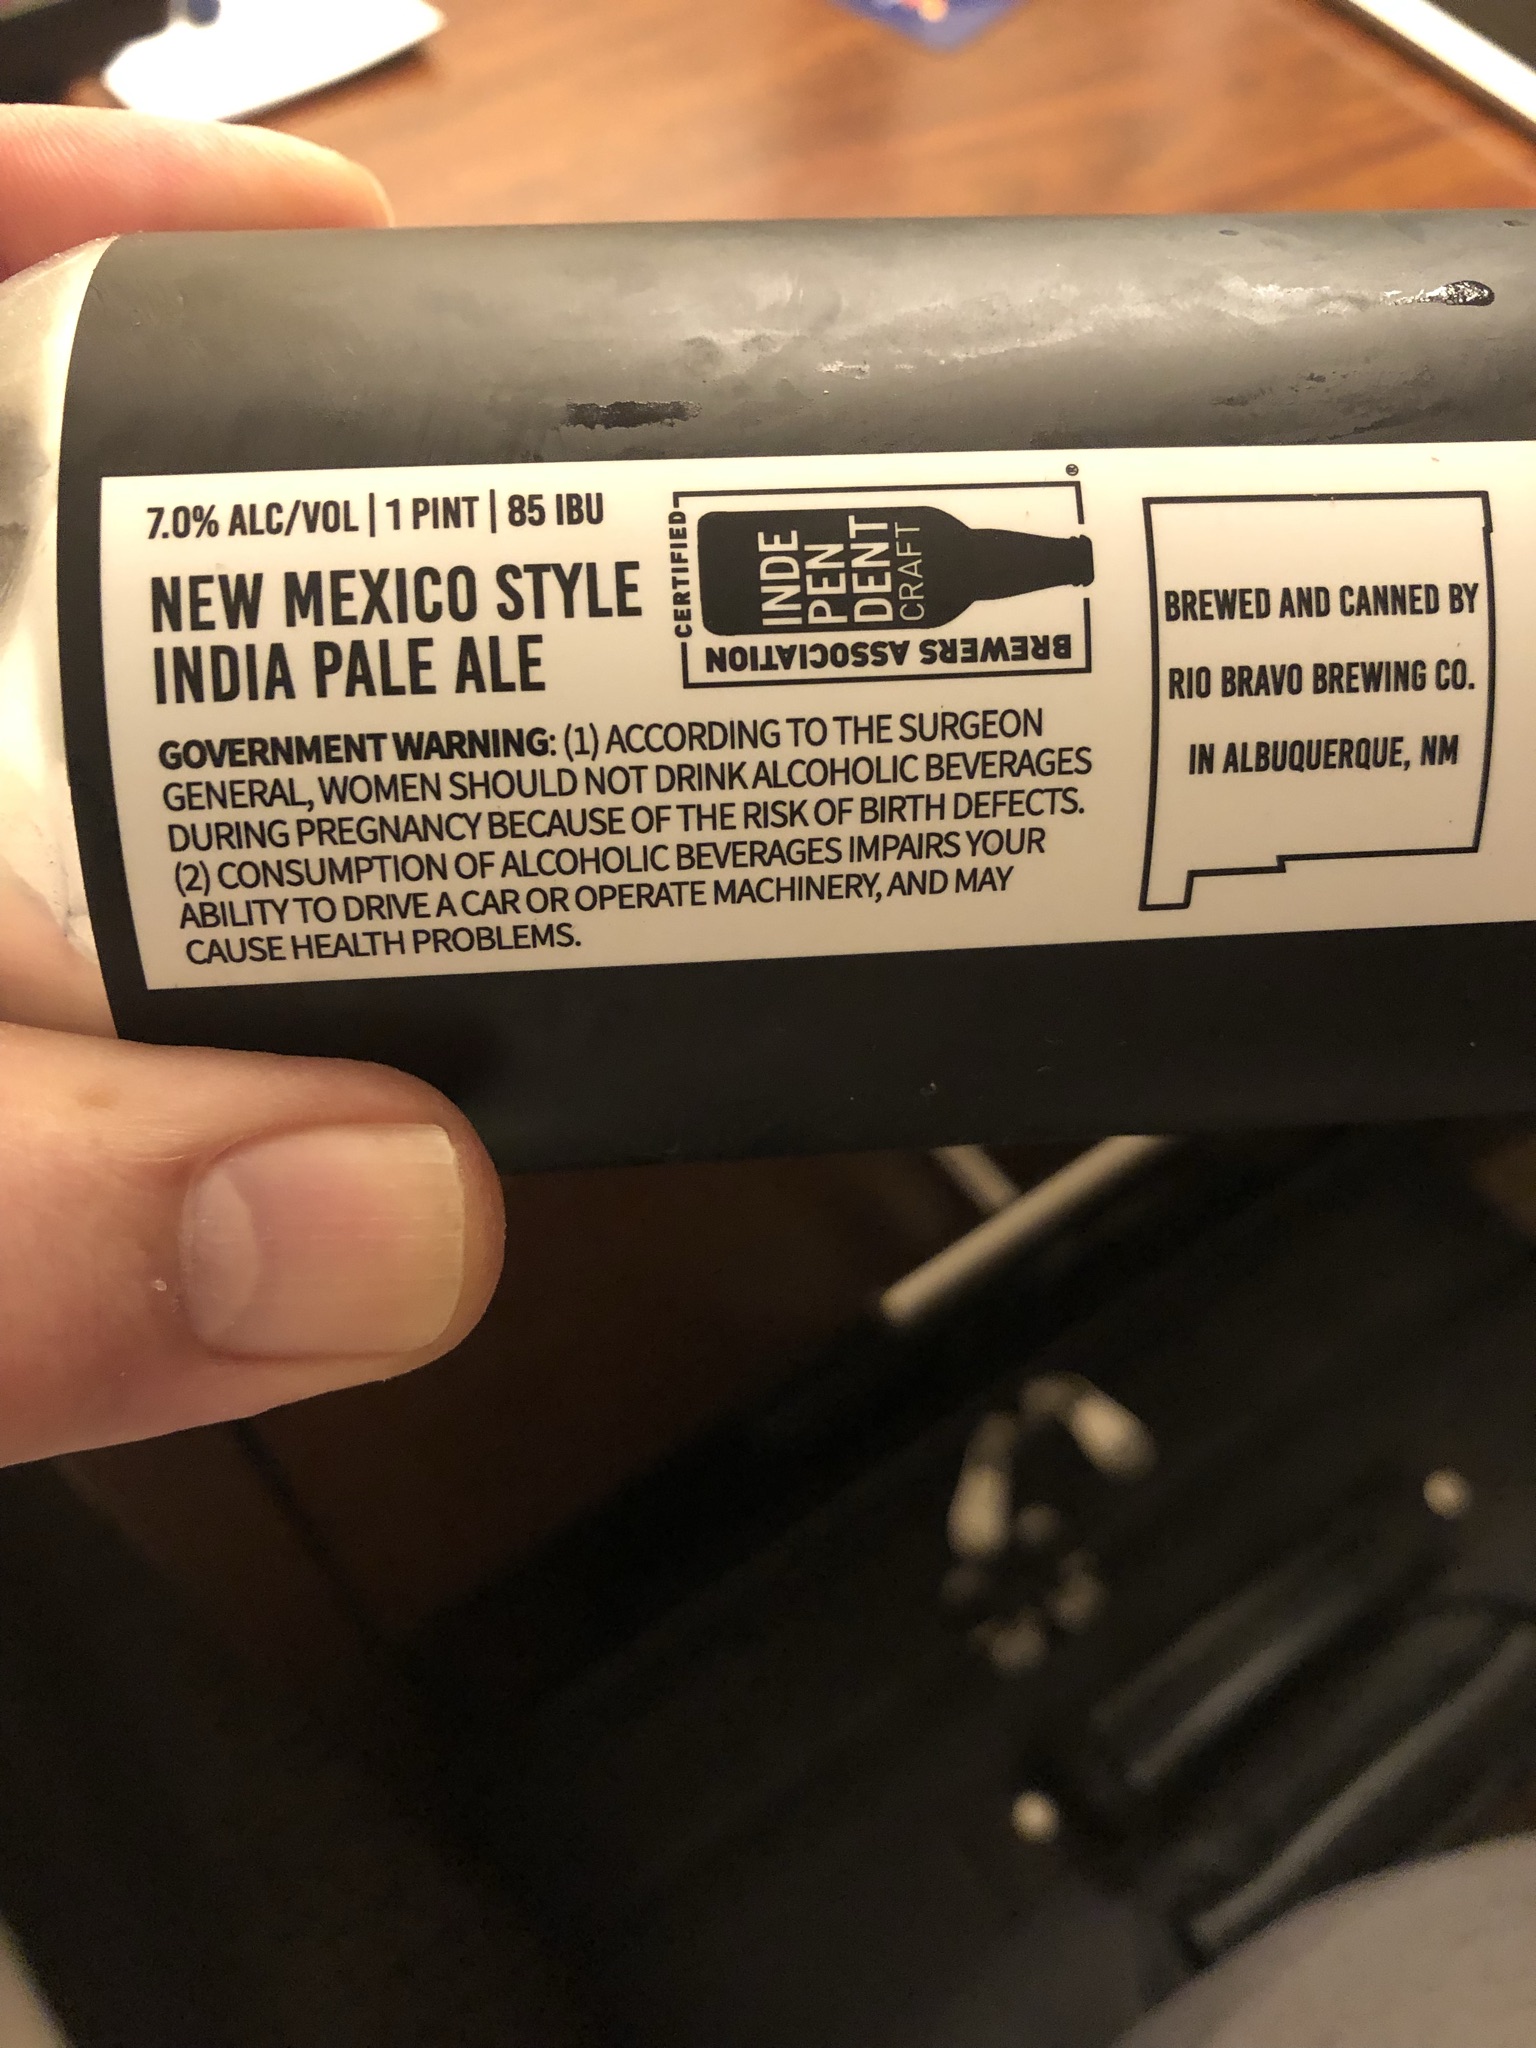 7.0% ALC/VOL | 1 PINT | 85 IBU
NEW MEXICO STYLE
INDIA PALE ALE
GOVERNMENT WARNING: (1) ACCORDING TO THE SURGEON
GENERAL, WOMEN SHOULD NOT DRINK ALCOHOLIC BEVERAGES
DURING PREGNANCY BECAUSE OF THE RISK OF BIRTH DEFECTS.
(2) CONSUMPTION OF ALCOHOLIC BEVERAGES IMPAIRS YOUR
ABILITY TO DRIVE A CAR OR OPERATE MACHINERY, AND MAY
CAUSE HEALTH PROBLEMS.
CERTIFIED
INDE
PEN
DENT
CRAFT
BREWERS ASSOCIATION
®
BREWED AND CANNED BY
RIO BRAVO BREWING CO.
IN ALBUQUERQUE, NM